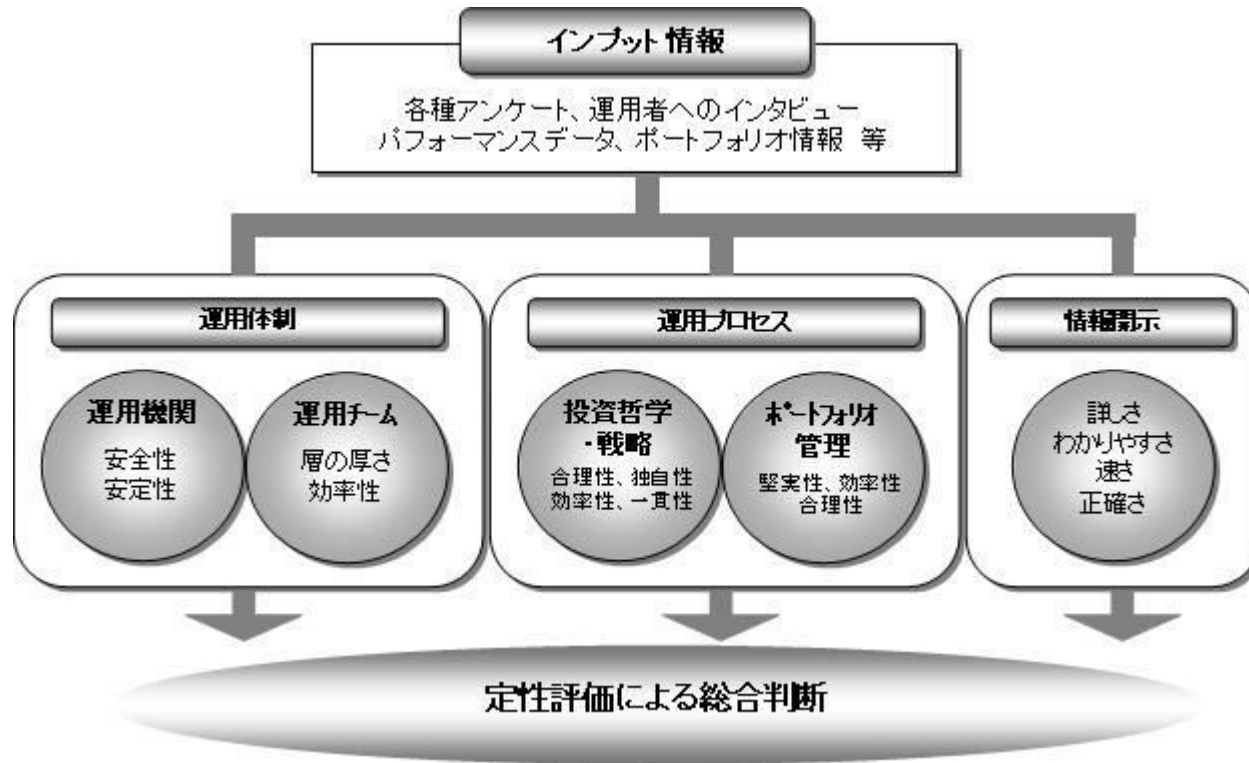 インプット情報
各種アンケート、運用者へのインタビュー
パフォーマンスデータ、ポートフォリオ情報 等
運用体制
運用機関
安全性
安定性
運用チーム
層の厚さ
効率性
運用プロセス
投資哲学
・戦略
合理性、独自性
効率性、一貫性
ポートフォリオ
管理
堅実性、効率性
合理性
情報開示
詳しさ
わかりやすさ
速さ
正確さ
定性評価による総合判断